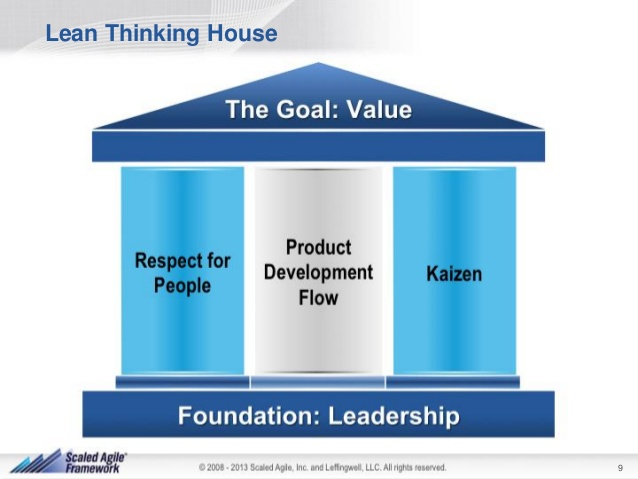 Lean Thinking House
The Goal: Value
Respect for
People
Product
Development
Flow
Kaizen
Foundation: Leadership
Scaled Agile®
Framework
© 2008 - 2013 Scaled Agile, Inc. and Leffingwell, LLC. All rights reserved.
9